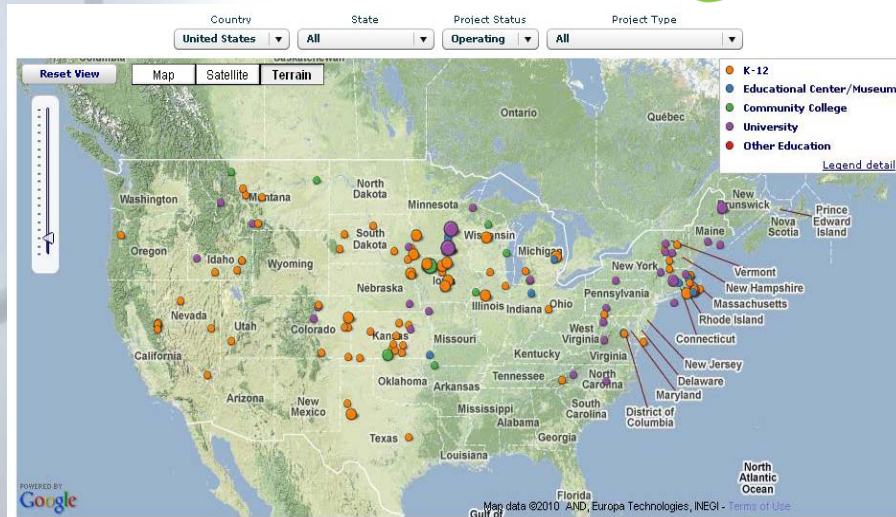 Country State Project Status Project Type
United States All Operating All
Reset View Map Satellite Terrain
K-12
Educational Center/Museum
Community College
University
Other Education
Legend detail
Ontario
Québec
Washington
Montana
North Dakota
Minnesota
New Brunswick
Prince Edward Island
Nova Scotia
Maine
Oregon
Idaho
Wyoming
South Dakota
Wisconsin
Michigan
New York
Vermont
New Hampshire
Massachusetts
Rhode Island
Connecticut
New Jersey
Delaware
Maryland
District of Columbia
Nebraska
Illinois
Indiana
Ohio
Pennsylvania
Nevada
Utah
Colorado
Kansas
Missouri
West Virginia
Virginia
Kentucky
California
Oklahoma
Arkansas
Tennessee
North Carolina
South Carolina
Arizona
New Mexico
Mississippi
Alabama
Georgia
Texas
Louisiana
Florida
Gulf of
North Atlantic Ocean
POWERED BY
Google
Map data ©2010 AND, Europa Technologies, INEGI - Terms of Use